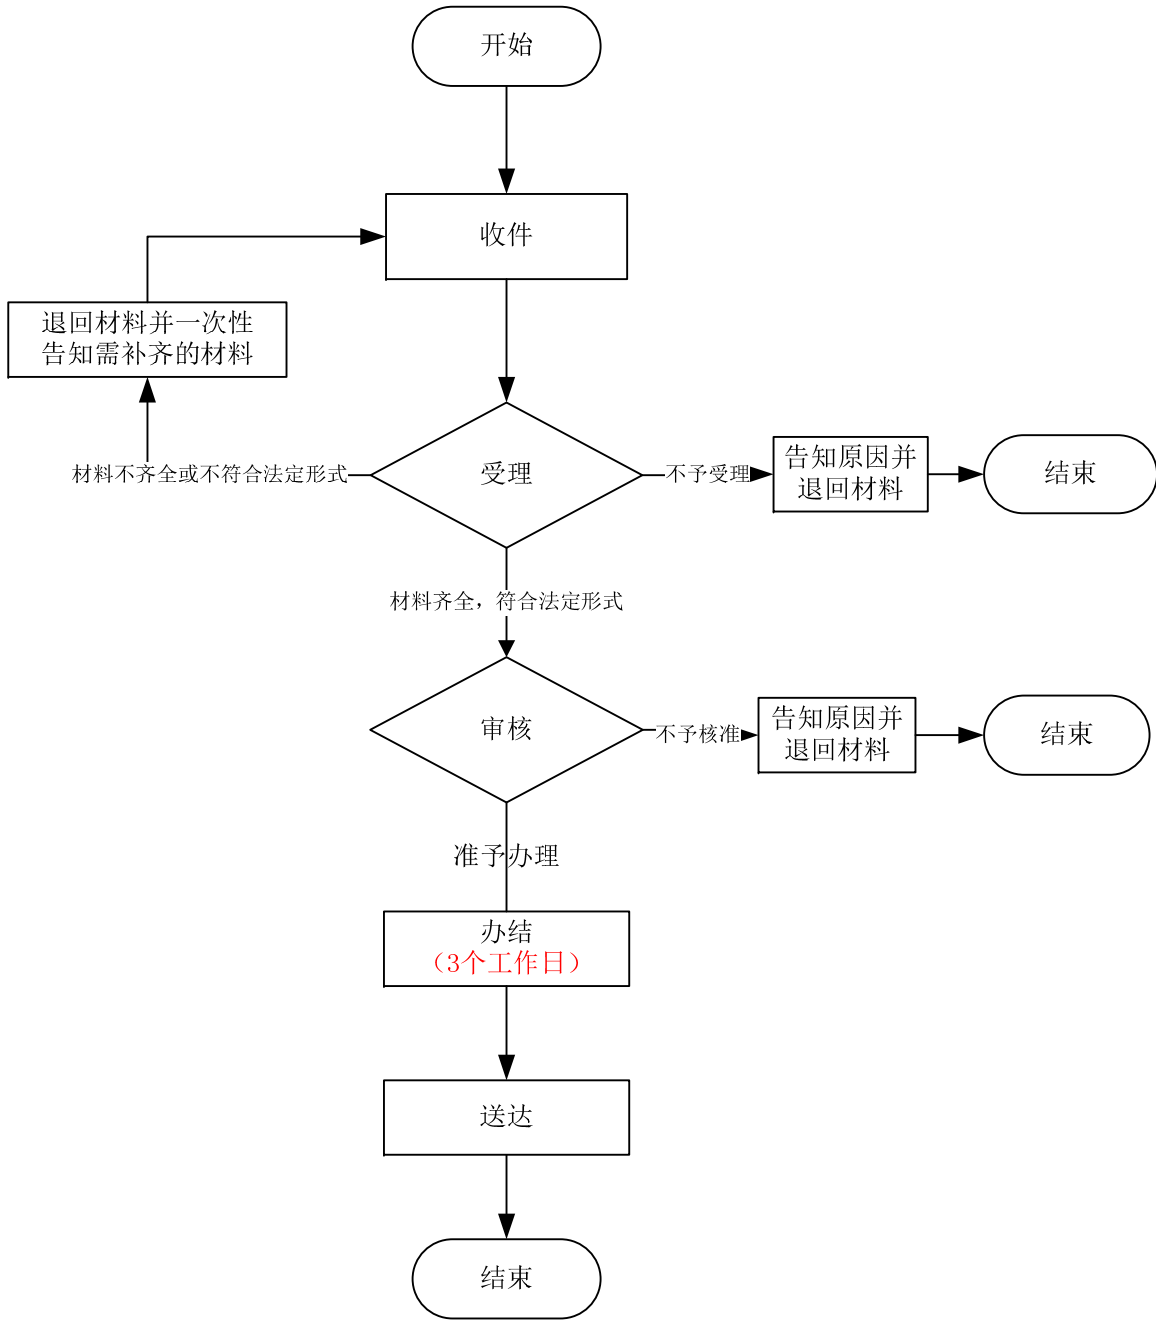 开始
收件
退回材料并一次性
告知需补齐的材料
材料不齐全或不符合法定形式
受理
不予受理
告知原因并
退回材料
结束
材料齐全，符合法定形式
审核
不予核准
告知原因并
退回材料
结束
准予办理
办结
（3个工作日）
送达
结束